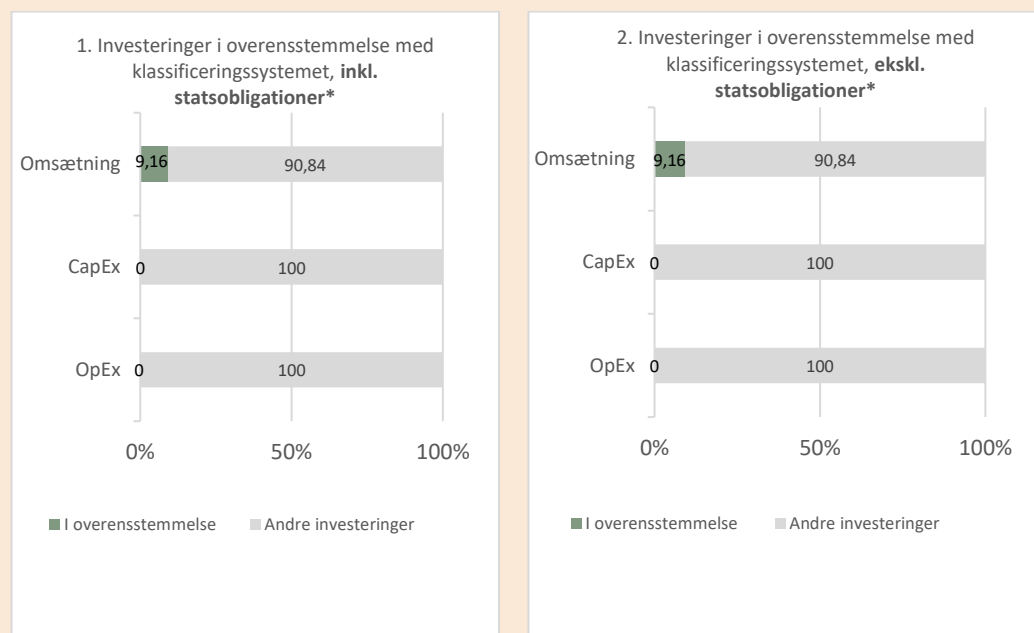 1. Investeringer i overensstemmelse med
klassificeringssystemet, inkl.
statsobligationer*
Omsætning 9,16 90,84
CapEx 0 100
OpEx 0 100
0% 50% 100%
I overensstemmelse Andre investeringer
2. Investeringer i overensstemmelse med
klassificeringssystemet, ekskl.
statsobligationer*
Omsætning 9,16 90,84
CapEx 0 100
OpEx 0 100
0% 50% 100%
I overensstemmelse Andre investeringer